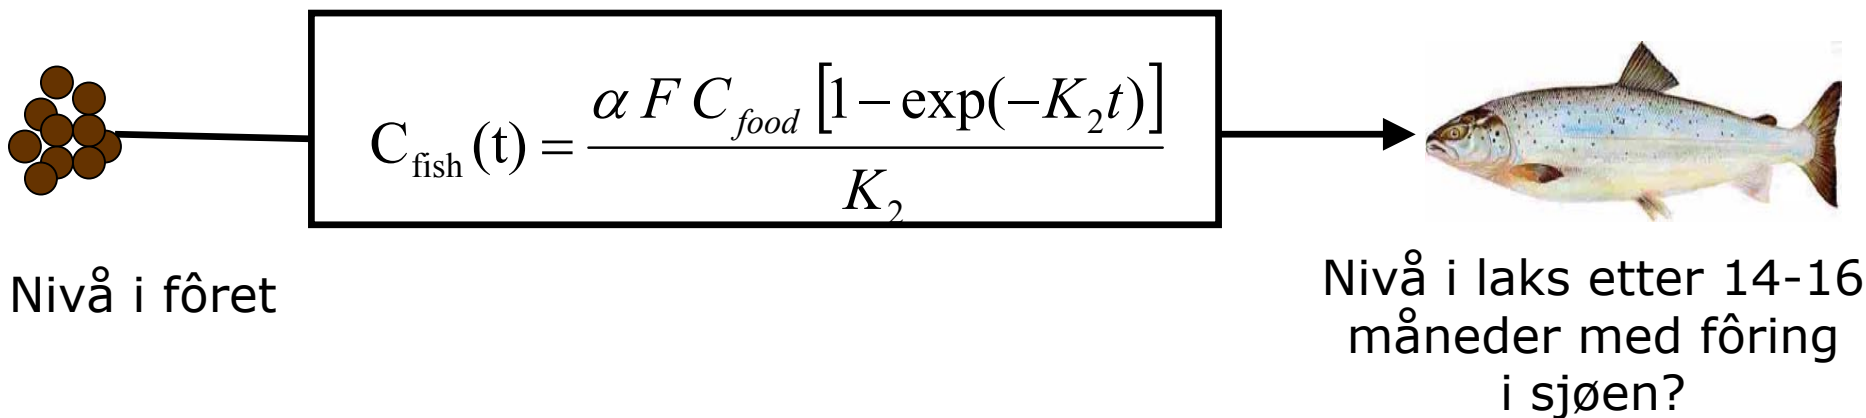 C_fish (t) = α F C_food [1 − exp(−K_2 t)] / K_2
Nivå i fôret
Nivå i laks etter 14-16
måneder med fôring
i sjøen?